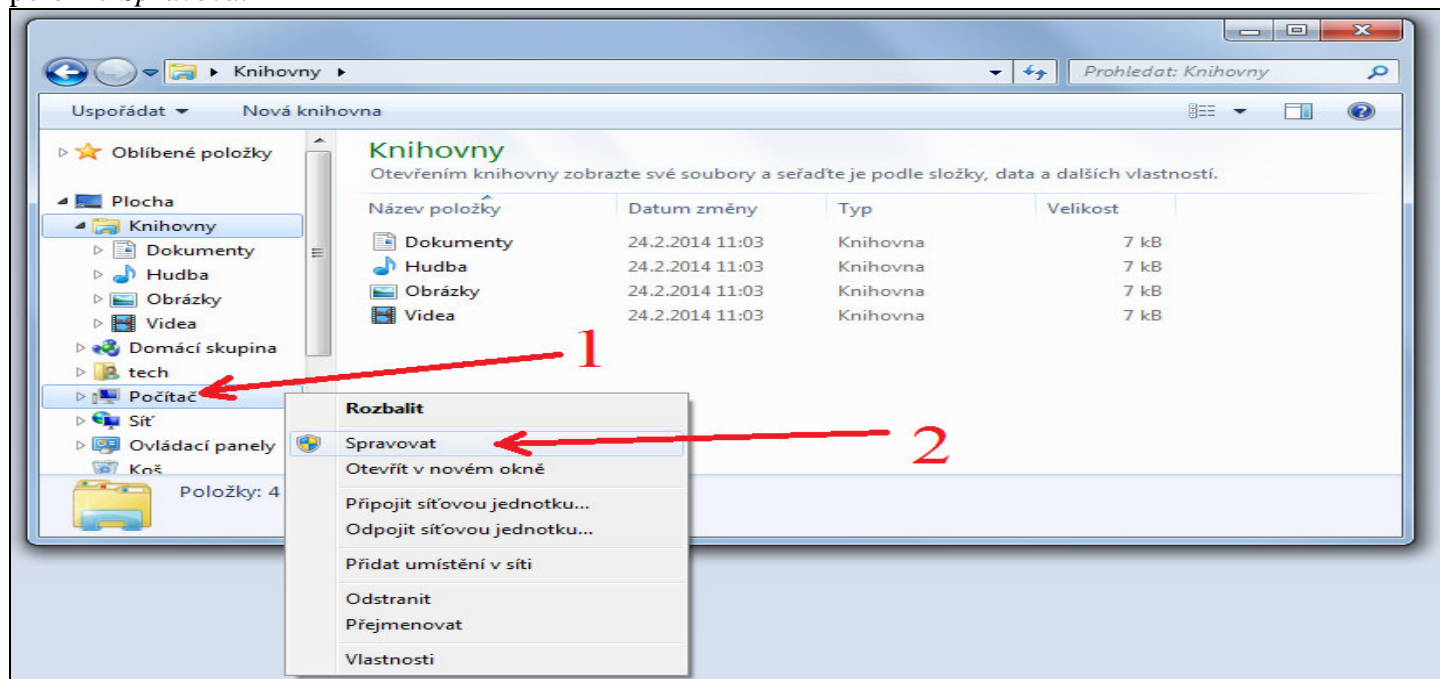 Knihovny
Prohledat: Knihovny
Uspořádat
Nová knihovna
Oblíbené položky
Plocha
Knihovny
Dokumenty
Hudba
Obrázky
Videa
Domácí skupina
tech
Počítač
Síť
Ovládací panely
Koš
Knihovny
Otevřením knihovny zobrazte své soubory a seřaďte je podle složky, data a dalších vlastností.
Název položky Datum změny Typ Velikost
Dokumenty 24.2.2014 11:03 Knihovna 7 kB
Hudba 24.2.2014 11:03 Knihovna 7 kB
Obrázky 24.2.2014 11:03 Knihovna 7 kB
Videa 24.2.2014 11:03 Knihovna 7 kB
1
Rozbalit
Spravovat
2
Otevřít v novém okně
Připojit síťovou jednotku...
Odpojit síťovou jednotku...
Přidat umístění v síti
Odstranit
Přejmenovat
Vlastnosti
Položky: 4